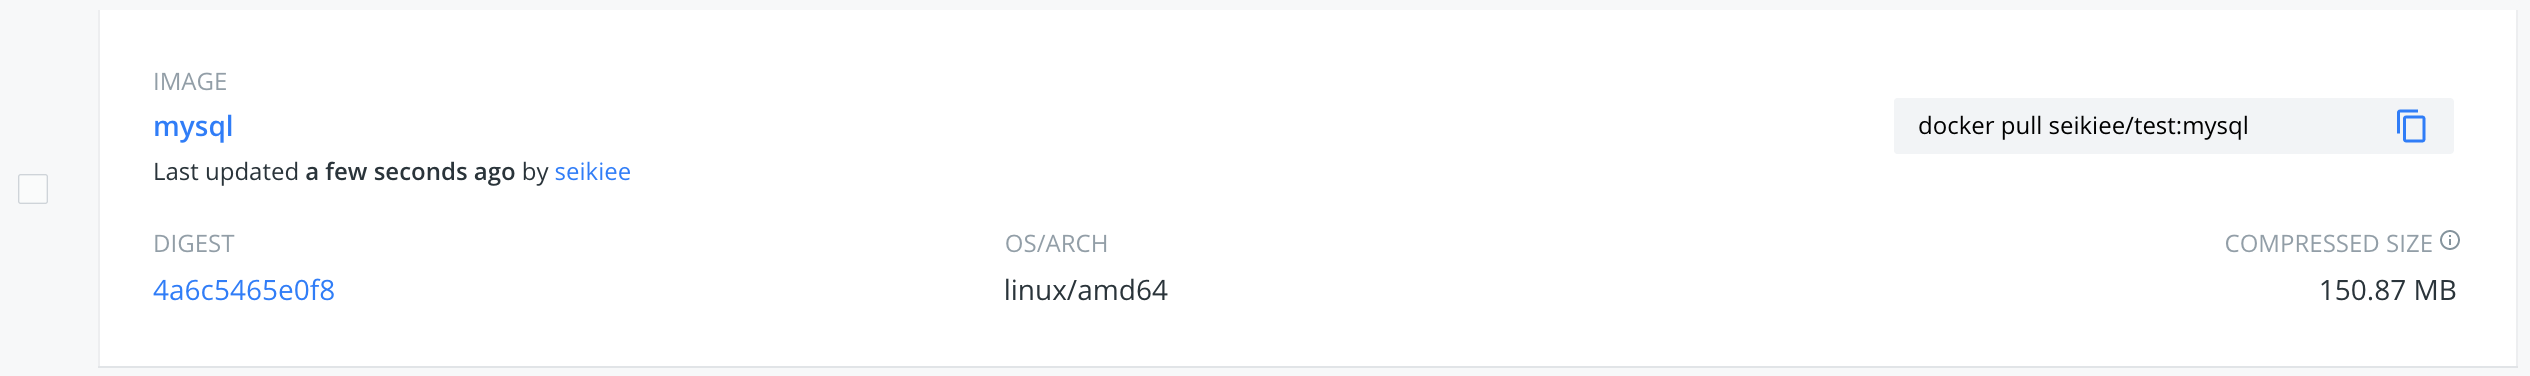 IMAGE
mysql
docker pull seikiee/test:mysql
Last updated a few seconds ago by seikiee
DIGEST
4a6c5465e0f8
OS/ARCH
linux/amd64
COMPRESSED SIZE
150.87 MB